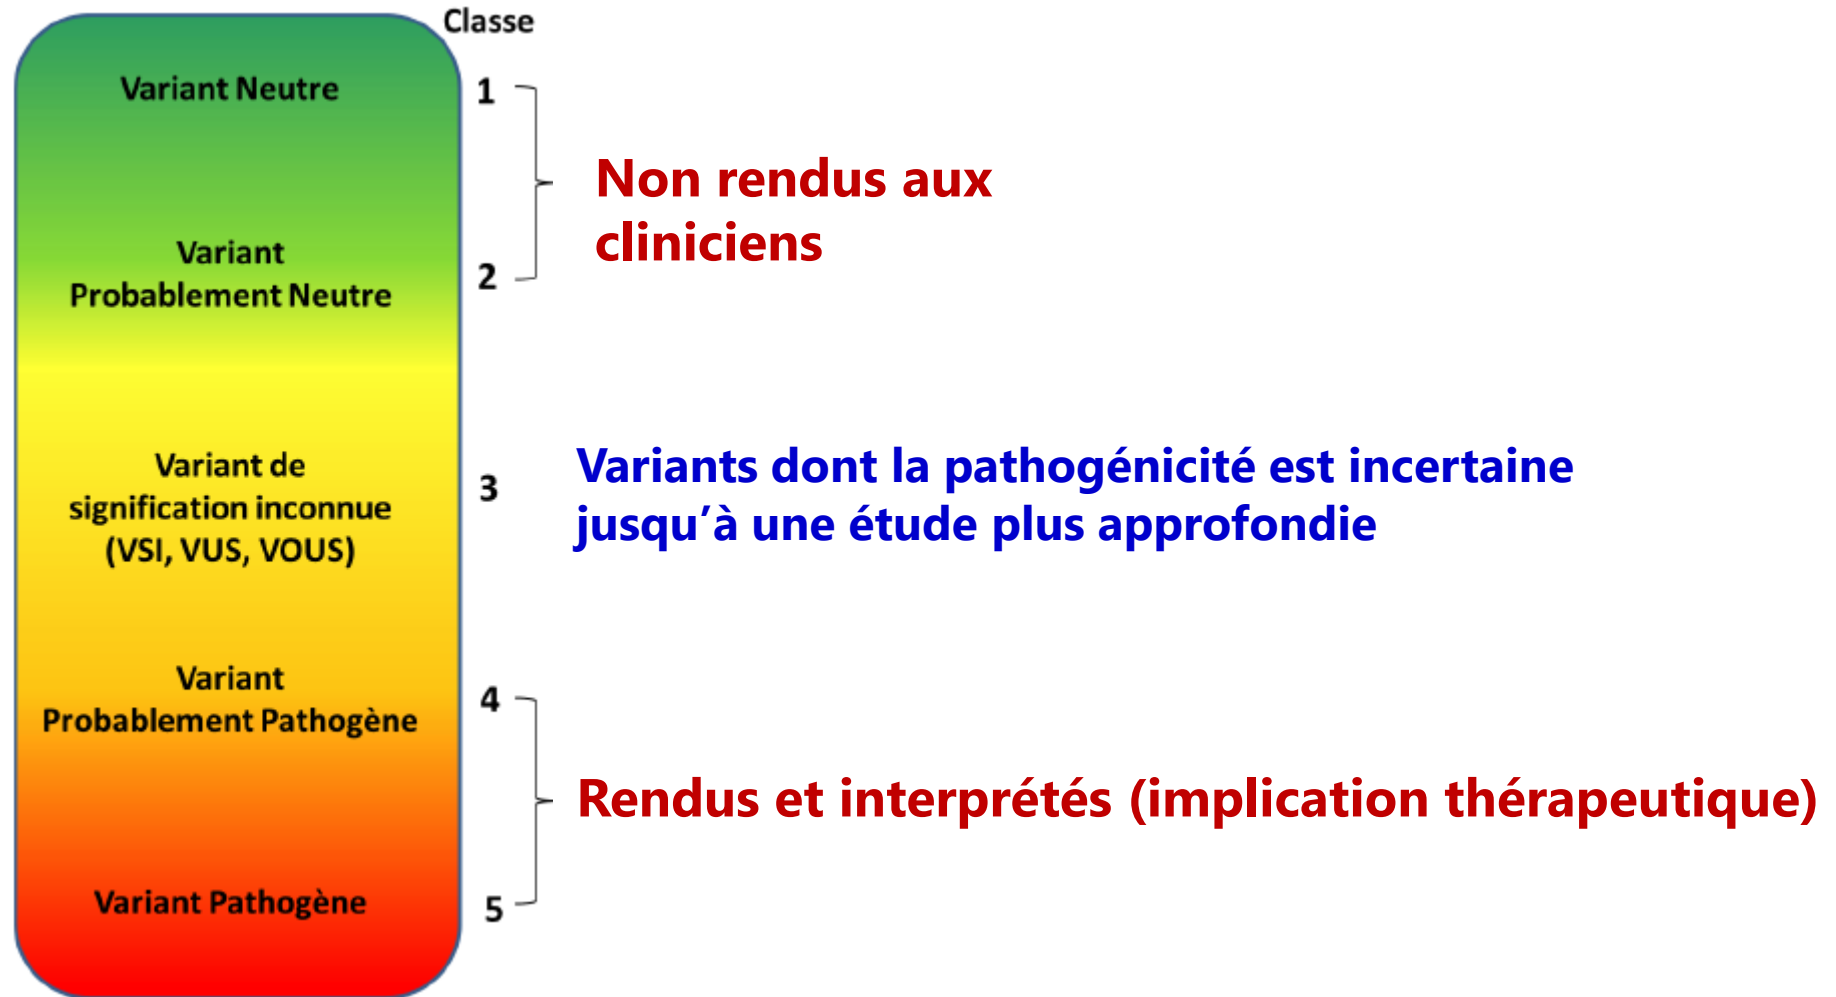 Classe
Variant Neutre
1
Non rendus aux
cliniciens
Variant
Probablement Neutre
2
Variant de
signification inconnue
(VSI, VUS, VOUS)
3
Variants dont la pathogénicité est incertaine
jusqu’à une étude plus approfondie
Variant
Probablement Pathogène
4
Rendus et interprétés (implication thérapeutique)
Variant Pathogène
5